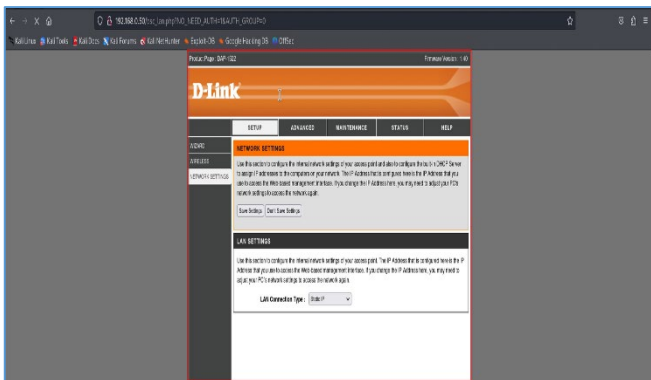 192.168.0.50/bsc_lan.php?NO_NEED_AUTH=1&AUTH_GROUP=0
Kali Linux Kali Tools Kali Docs Kali Forums Kali NetHunter Exploit-DB Google Hacking DB OffSec
Product Page: DAP-1522 Firmware Version: 1.40
D-Link
SETUP ADVANCED MAINTENANCE STATUS HELP
WIZARD
WIRELESS
NETWORK SETTINGS
NETWORK SETTINGS
Use this section to configure the internal network settings of your access point and also to configure the built-in DHCP Server
to assign IP addresses to the computers on your network. The IP Address that is configured here is the IP Address that you
use to access the Web-based management interface. If you change the IP Address here, you may need to adjust your PC's
network settings to access the network again.
Save Settings Don't Save Settings
LAN SETTINGS
Use this section to configure the internal network settings of your access point. The IP Address that is configured here is the IP
Address that you use to access the Web-based management interface. If you change the IP Address here, you may need to
adjust your PC's network settings to access the network again.
LAN Connection Type : Static IP